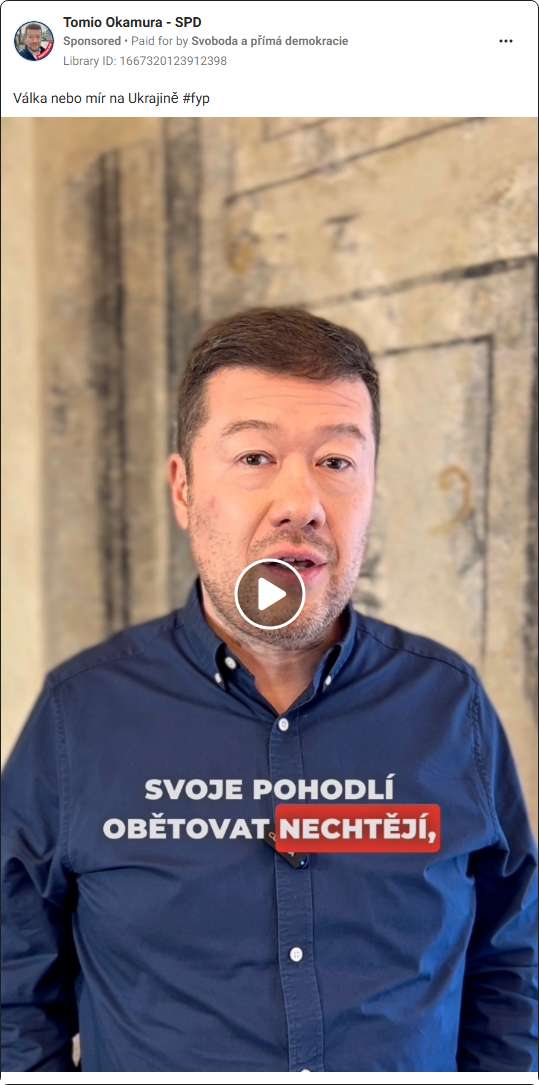 Tomio Okamura - SPD
Sponsored • Paid for by Svoboda a přímá demokracie
Library ID: 1667320123912398
Válka nebo mír na Ukrajině #fyp
SVOJE POHODLÍ
OBĚTOVAT NECHTĚJÍ,